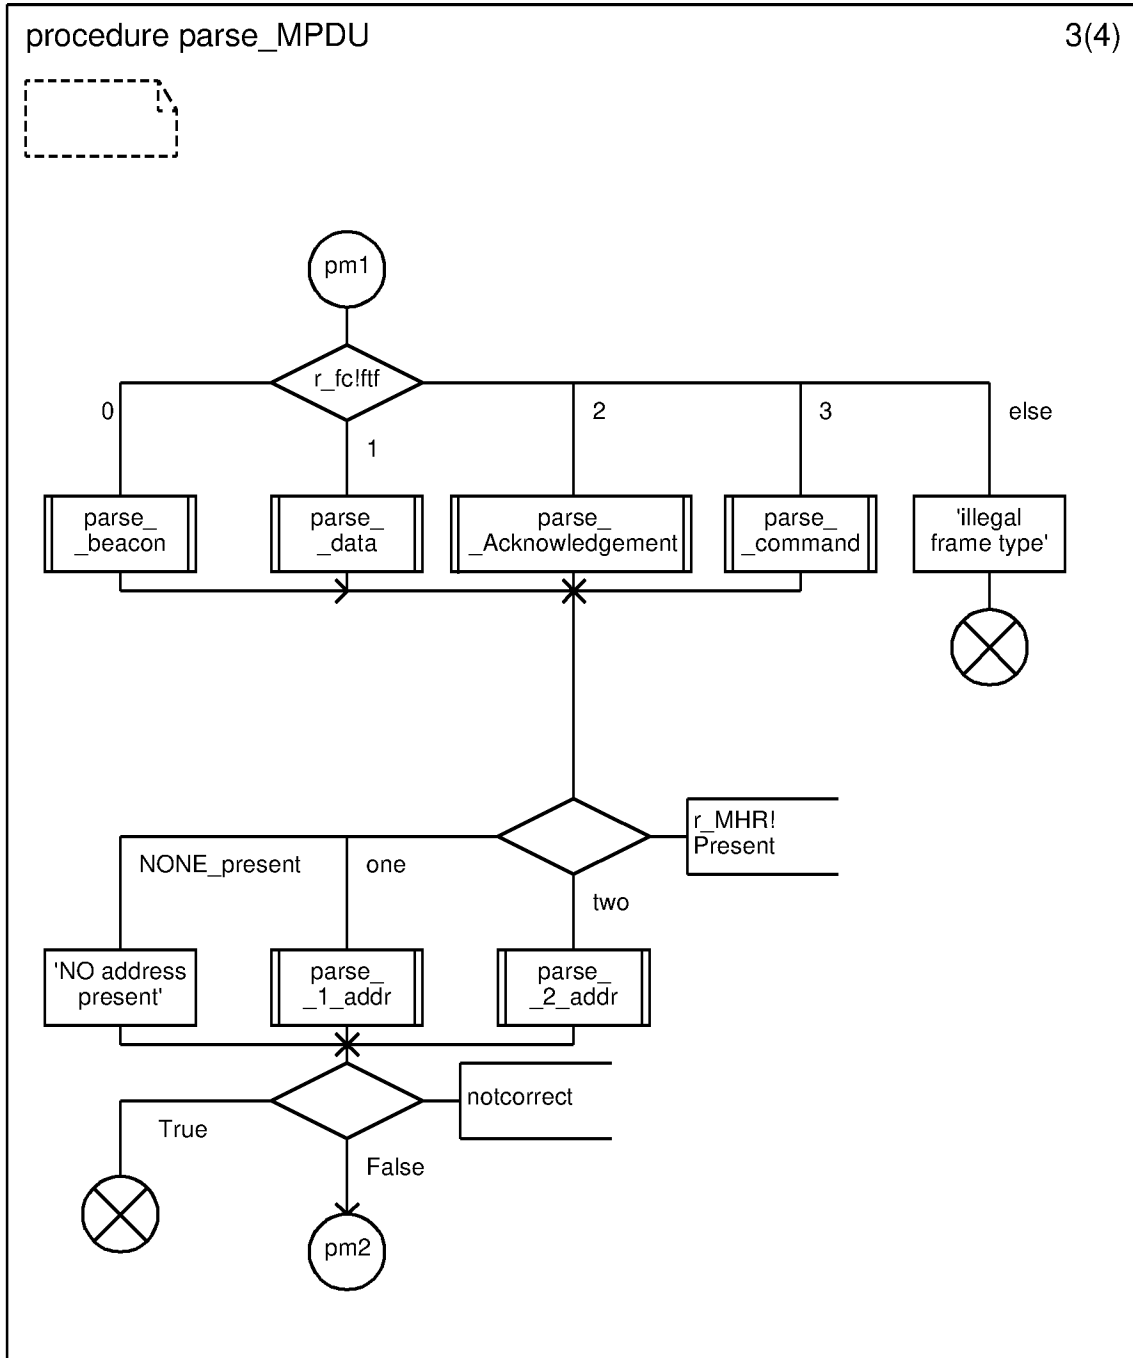 procedure parse_MPDU
3(4)
pm1
r_fc!ftf
0
1
2
3
else
parse_
_beacon
parse_
_data
parse_
_Acknowledgement
parse_
_command
'illegal
frame type'
r_MHR!
Present
NONE_present
one
two
'NO address
present'
parse_
_1_addr
parse_
_2_addr
notcorrect
True
False
pm2